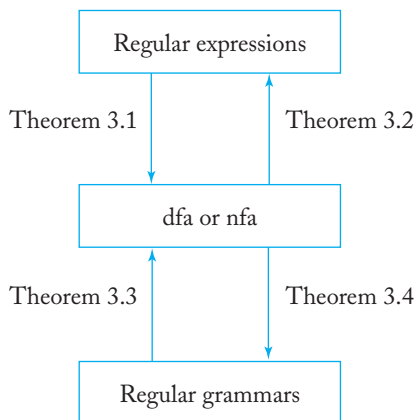 Regular expressions
Theorem 3.1
Theorem 3.2
dfa or nfa
Theorem 3.3
Theorem 3.4
Regular grammars